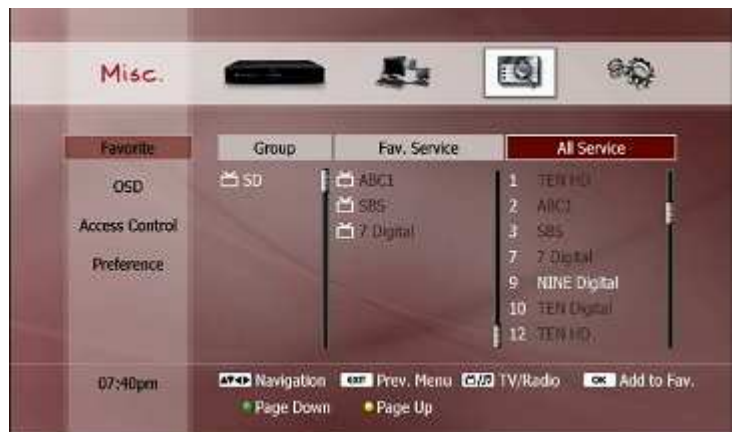 Misc.
Favorite
OSD
Access Control
Preference
07:40pm
Group
SD
Fav. Service
ABC1
SBS
7 Digital
All Service
1 TEN HD
2 ABC1
3 SBS
7 7 Digital
9 NINE Digital
10 TEN Digital
12 TEN HD
Navigation EXIT Prev. Menu TV/Radio OK Add to Fav.
Page Down Page Up